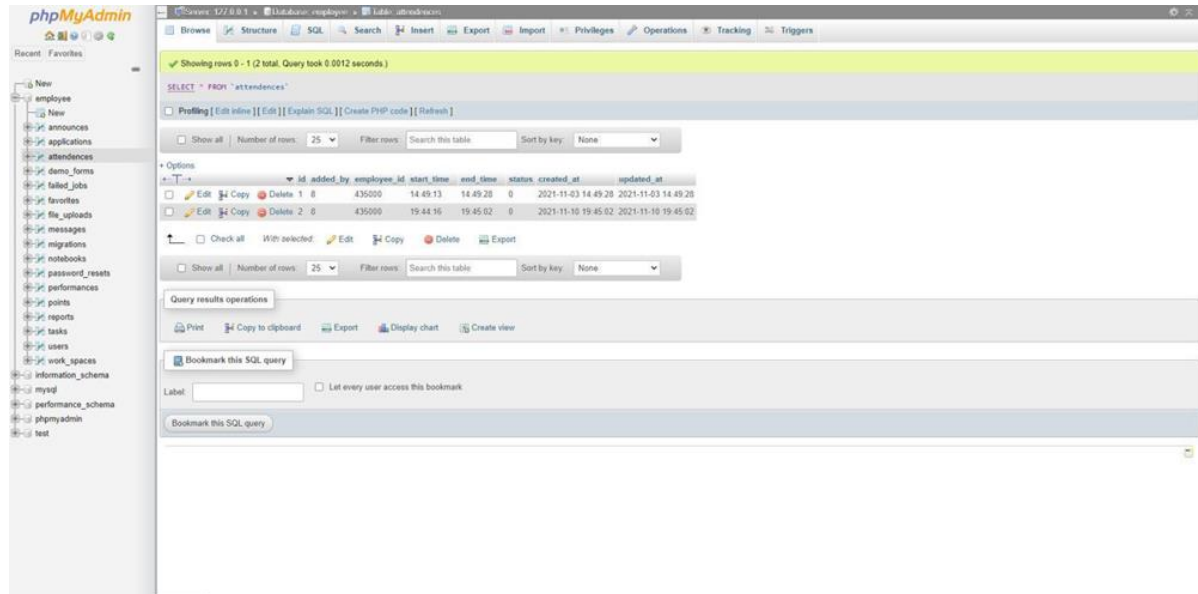 phpMyAdmin
Recent Favorites
New
employee
New
announces
applications
attendences
demo_forms
failed_jobs
favorites
file_uploads
messages
migrations
notebooks
password_resets
performances
points
reports
tasks
users
work_spaces
information_schema
mysql
performance_schema
phpmyadmin
test
Server: 127.0.0.1 » Database: employee » Table: attendences
Browse Structure SQL Search Insert Export Import Privileges Operations Tracking Triggers
Showing rows 0 - 1 (2 total, Query took 0.0012 seconds.)
SELECT * FROM `attendences`
Profiling [ Edit inline ] [ Edit ] [ Explain SQL ] [ Create PHP code ] [ Refresh ]
Show all | Number of rows: 25 Filter rows: Search this table Sort by key: None
+ Options
id added_by employee_id start_time end_time status created_at updated_at
Edit Copy Delete 1 8 435000 14:49:13 14:49:28 0 2021-11-03 14:49:28 2021-11-03 14:49:28
Edit Copy Delete 2 8 435000 19:44:16 19:45:02 0 2021-11-10 19:45:02 2021-11-10 19:45:02
Check all With selected: Edit Copy Delete Export
Show all | Number of rows: 25 Filter rows: Search this table Sort by key: None
Query results operations
Print Copy to clipboard Export Display chart Create view
Bookmark this SQL query
Label: Let every user access this bookmark
Bookmark this SQL query